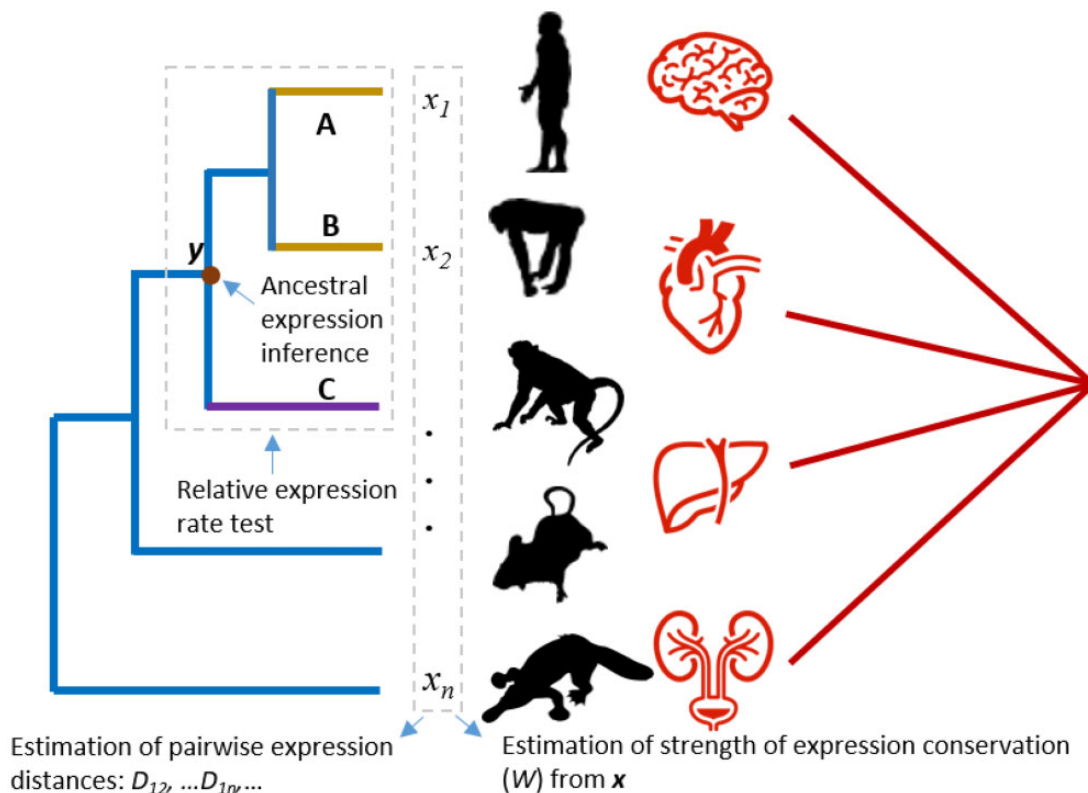 A
x1
B
x2
y
Ancestral
expression
inference
C
.
.
.
Relative expression
rate test
xn
Estimation of pairwise expression
distances: D12, ...D1n,...
Estimation of strength of expression conservation
(W) from x